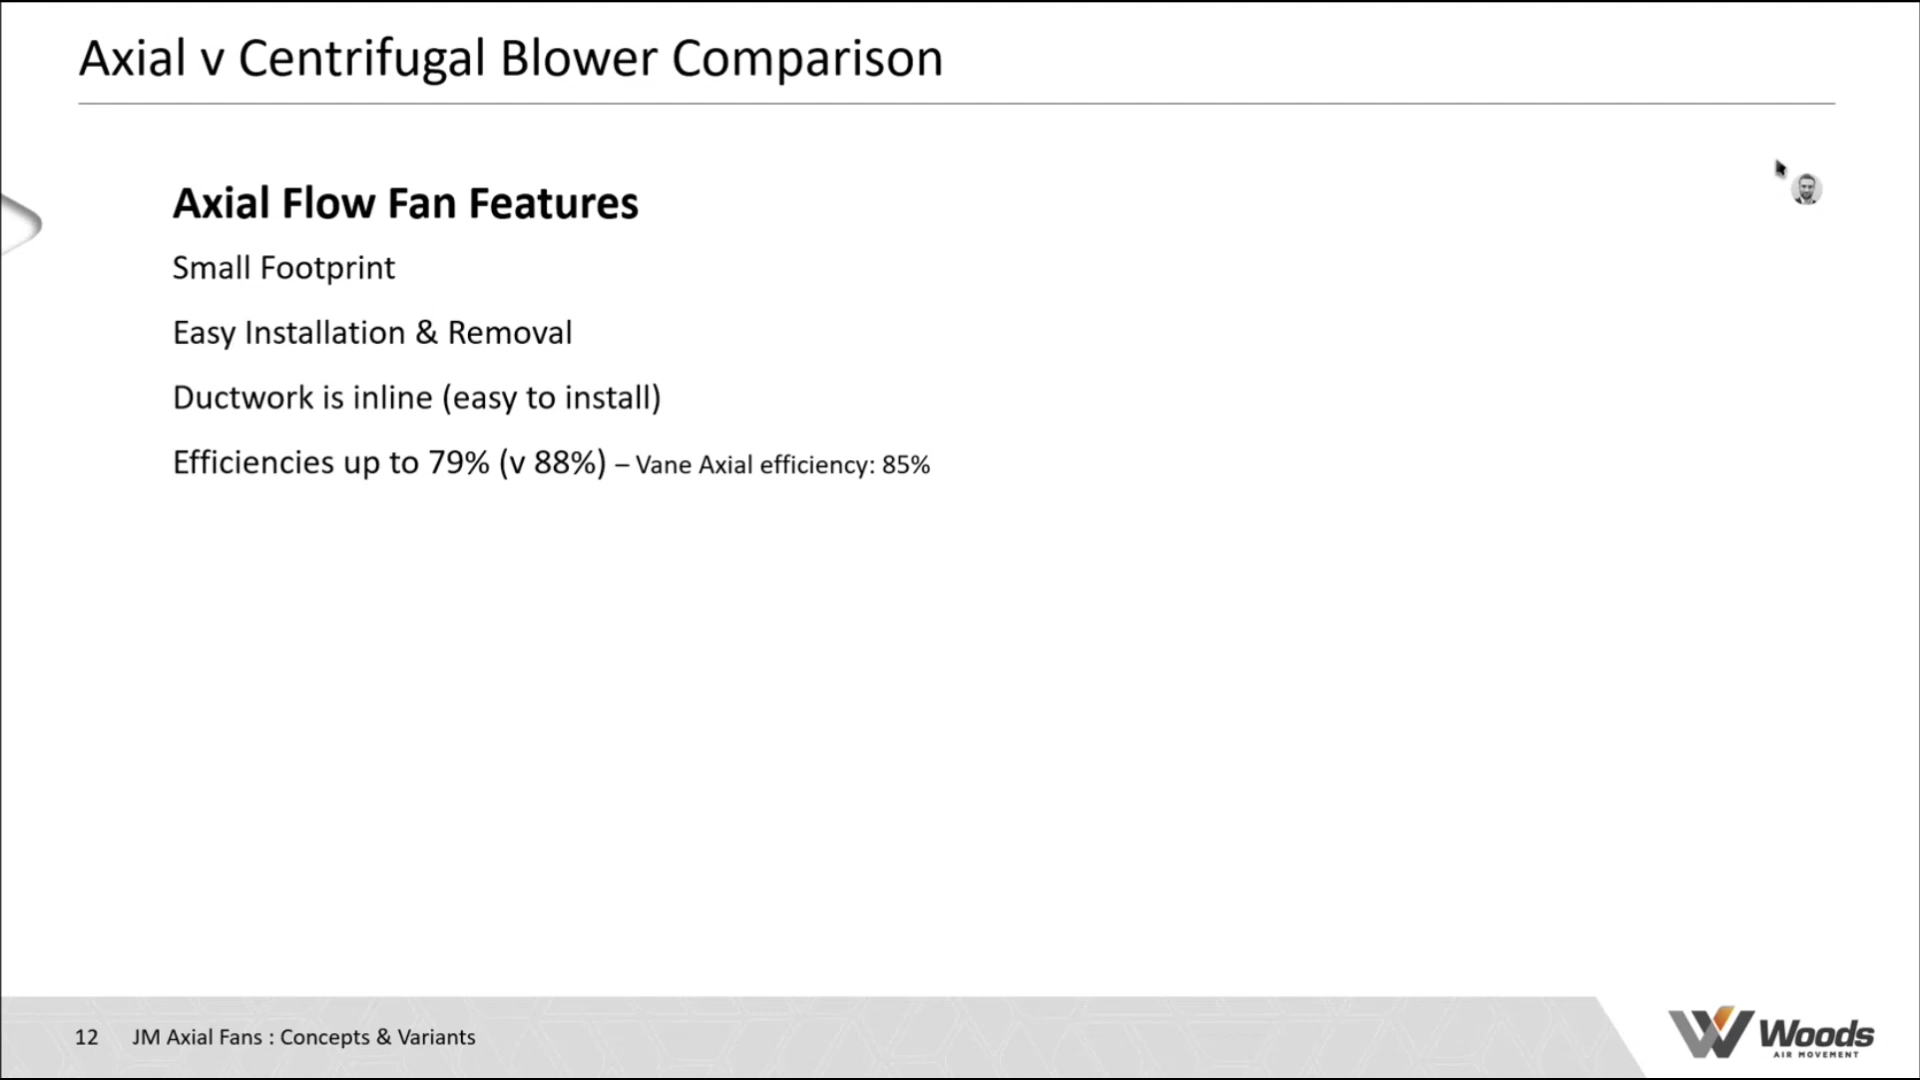 Axial v Centrifugal Blower Comparison
Axial Flow Fan Features
Small Footprint
Easy Installation & Removal
Ductwork is inline (easy to install)
Efficiencies up to 79% (v 88%) – Vane Axial efficiency: 85%
12 JM Axial Fans : Concepts & Variants
Woods
AIR MOVEMENT